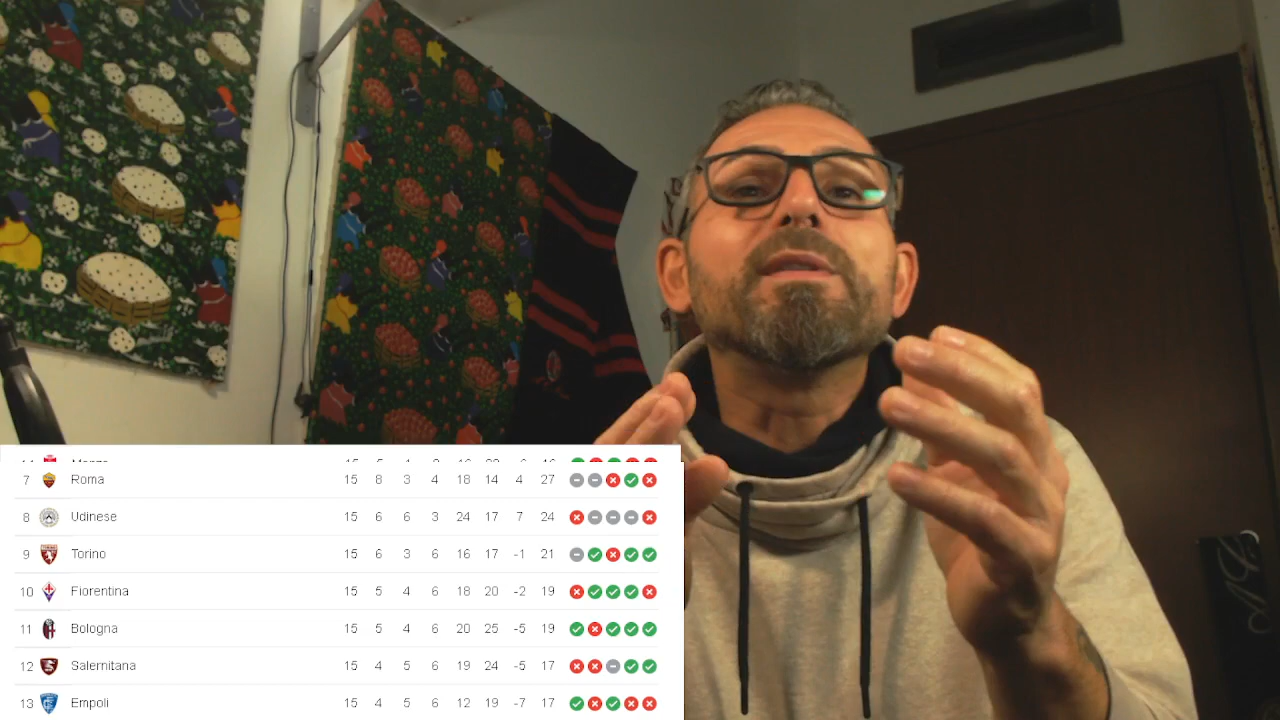 7 Roma 15 8 3 4 18 14 4 27
8 Udinese 15 6 6 3 24 17 7 24
9 Torino 15 6 3 6 16 17 -1 21
10 Fiorentina 15 5 4 6 18 20 -2 19
11 Bologna 15 5 4 6 20 25 -5 19
12 Salernitana 15 4 5 6 19 24 -5 17
13 Empoli 15 4 5 6 12 19 -7 17